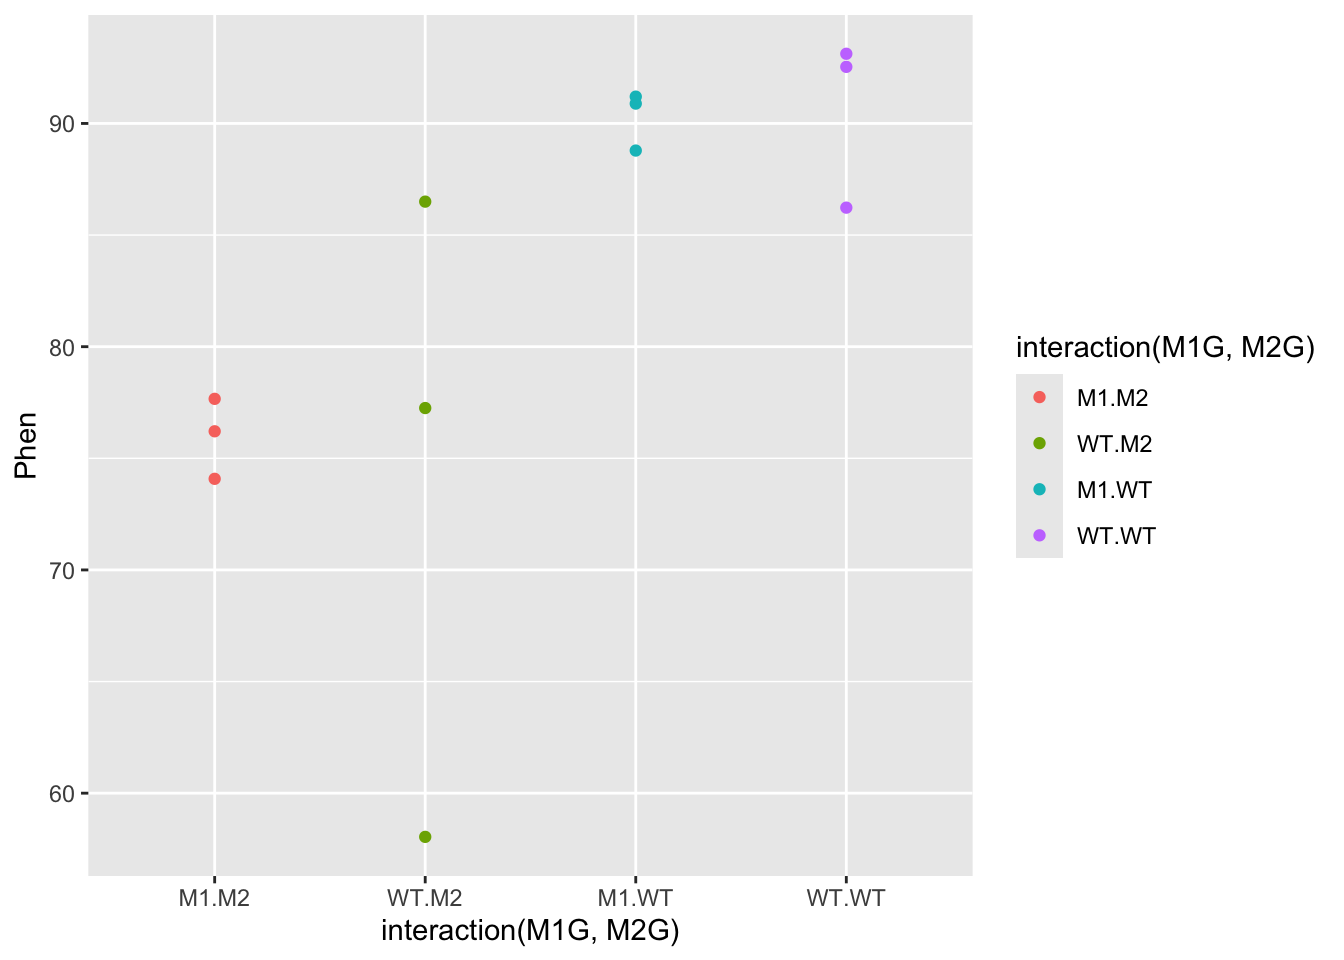 90
80
70
60
Phen
M1.M2
WT.M2
M1.WT
WT.WT
interaction(M1G, M2G)
interaction(M1G, M2G)
M1.M2
WT.M2
M1.WT
WT.WT